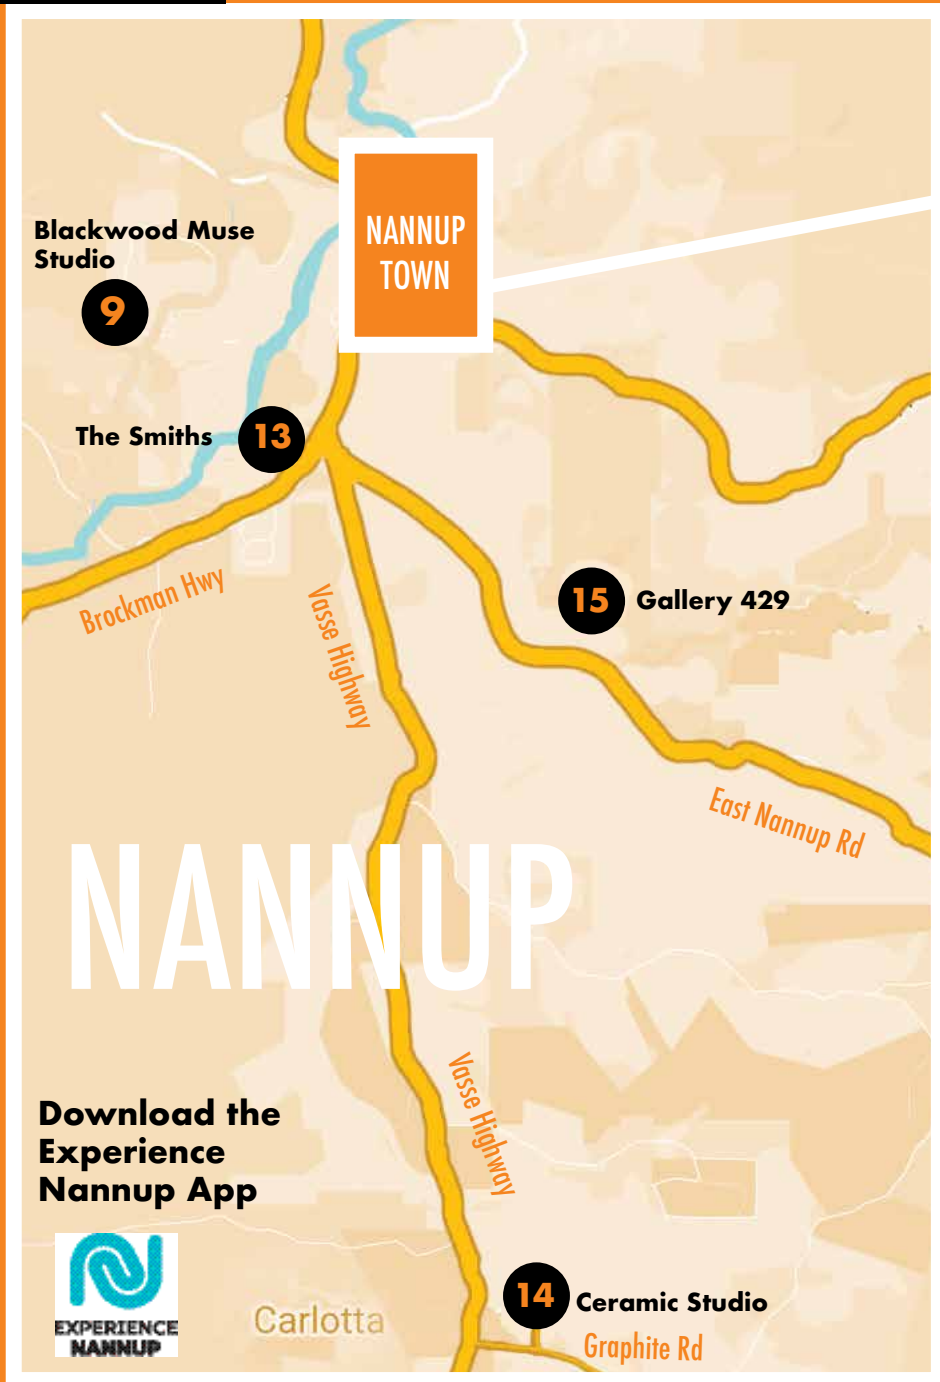 NANNUP
TOWN
Blackwood Muse
Studio
9
The Smiths
13
Brockman Hwy
Vasse Highway
15
Gallery 429
East Nannup Rd
NANNUP
Vasse Highway
Download the
Experience
Nannup App
EXPERIENCE
NANNUP
Carlotta
14
Ceramic Studio
Graphite Rd